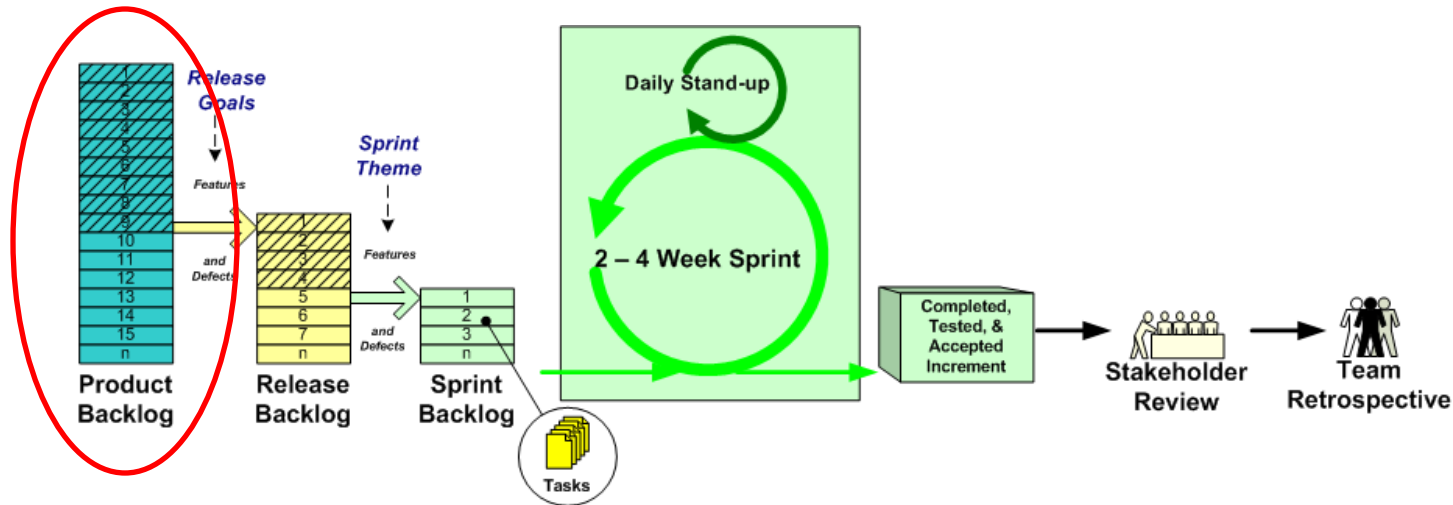 1
2
3
4
5
6
7
8
9
10
11
12
13
14
15
n
Product
Backlog
Release
Goals
Features
and
Defects
1
2
3
4
5
6
7
n
Release
Backlog
Sprint
Theme
Features
and
Defects
1
2
3
n
Sprint
Backlog
Tasks
Daily Stand-up
2 – 4 Week Sprint
Completed,
Tested, &
Accepted
Increment
Stakeholder
Review
Team
Retrospective